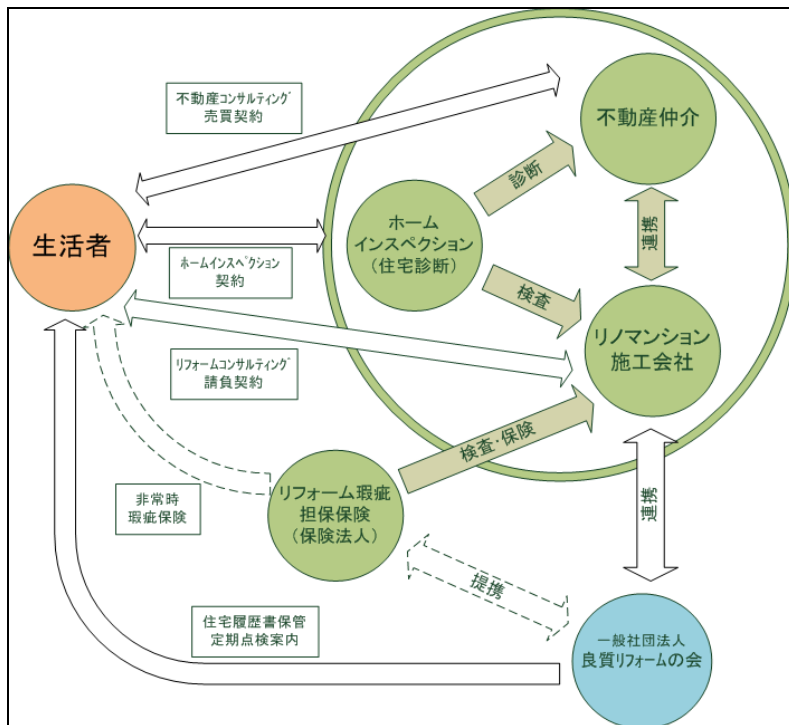 不動産コンサルティング
売買契約
不動産仲介
診断
生活者
ホーム
インスペクション
（住宅診断）
連携
ホームインスペクション
契約
検査
リノマンション
施工会社
リフォームコンサルティング
請負契約
検査・保険
非常時
瑕疵保険
リフォーム瑕疵
担保保険
（保険法人）
連携
提携
住宅履歴書保管
定期点検案内
一般社団法人
良質リフォームの会